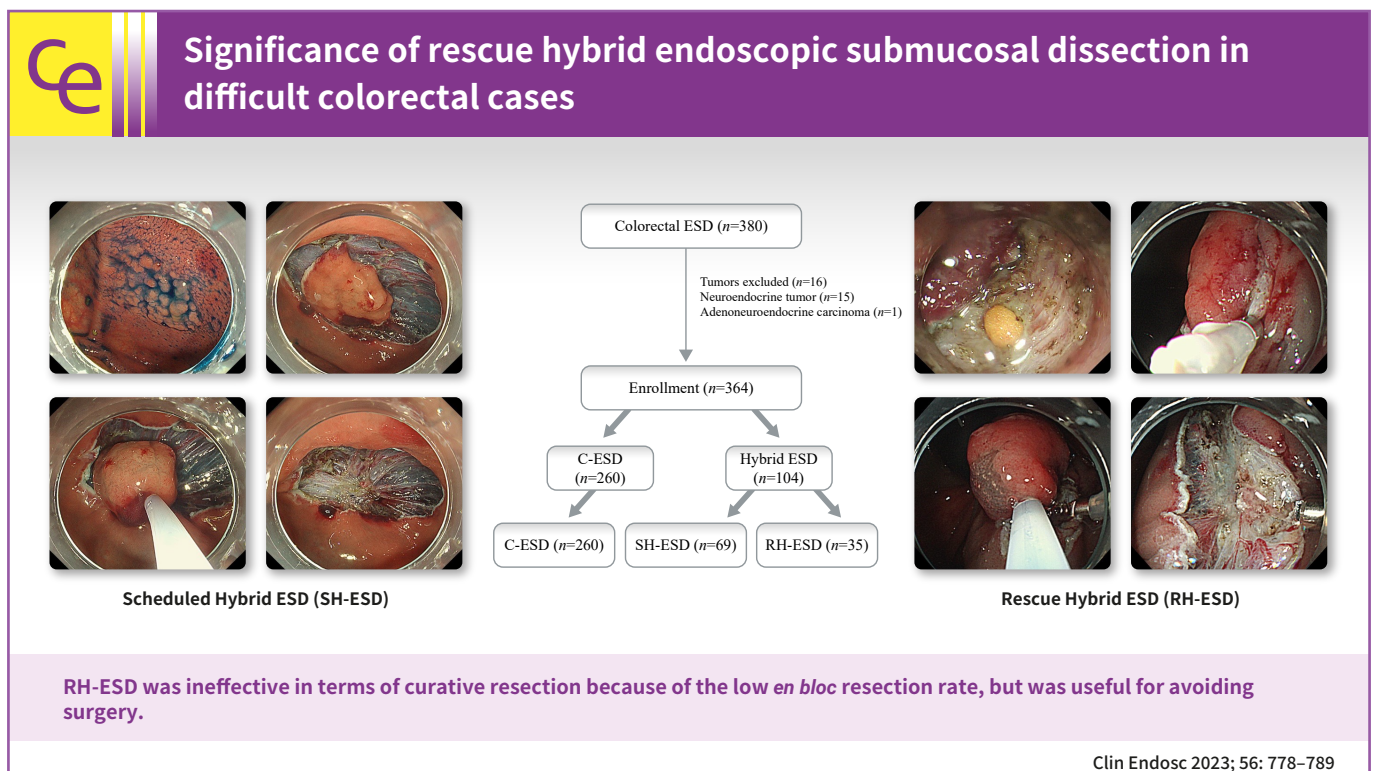 Ce
Significance of rescue hybrid endoscopic submucosal dissection in
difficult colorectal cases
Colorectal ESD (n=380)
Tumors excluded (n=16)
Neuroendocrine tumor (n=15)
Adenoneuroendocrine carcinoma (n=1)
Enrollment (n=364)
C-ESD
(n=260)
Hybrid ESD
(n=104)
C-ESD (n=260)
SH-ESD (n=69)
RH-ESD (n=35)
Scheduled Hybrid ESD (SH-ESD)
Rescue Hybrid ESD (RH-ESD)
RH-ESD was ineffective in terms of curative resection because of the low en bloc resection rate, but was useful for avoiding
surgery.
Clin Endosc 2023; 56: 778–789